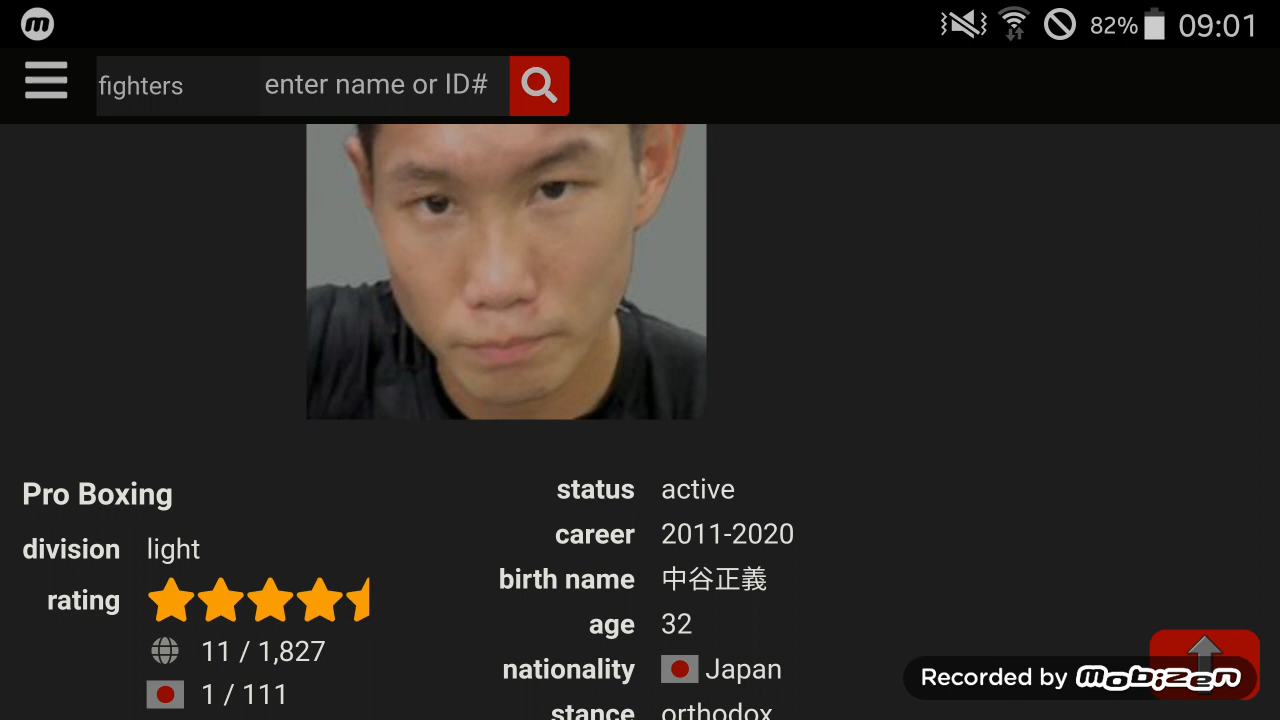 m
82% 09:01
fighters enter name or ID#
Pro Boxing
division light
rating
11 / 1,827
1 / 111
status active
career 2011-2020
birth name 中谷正義
age 32
nationality Japan
stance orthodox
Recorded by mobizen